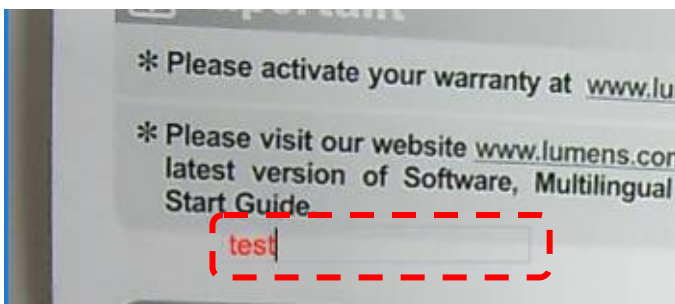 * Please activate your warranty at www.lu
* Please visit our website www.lumens.com
latest version of Software, Multilingual
Start Guide
test